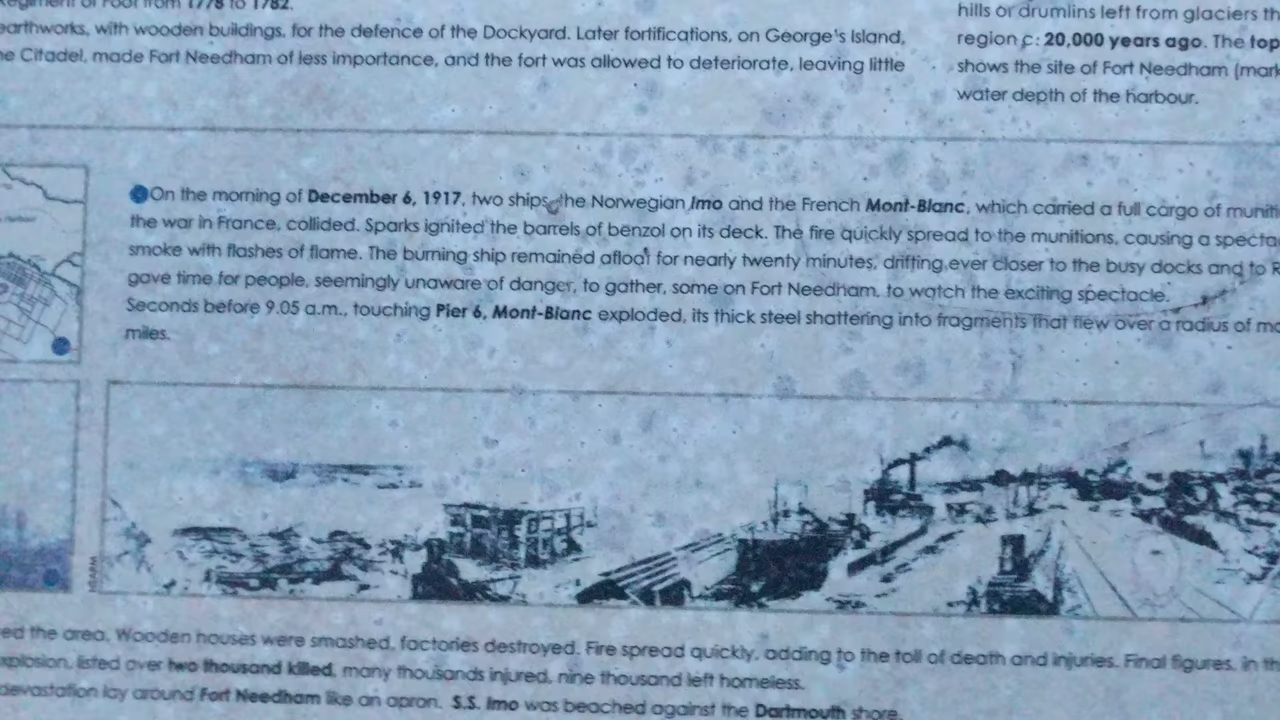 Regiment of Foot from 1778 to 1782.
earthworks, with wooden buildings, for the defence of the Dockyard. Later fortifications, on George's Island,
he Citadel, made Fort Needham of less importance, and the fort was allowed to deteriorate, leaving little
hills or drumlins left from glaciers th
region c: 20,000 years ago. The top
shows the site of Fort Needham (mark
water depth of the harbour.
On the morning of December 6, 1917, two ships, the Norwegian Imo and the French Mont-Blanc, which carried a full cargo of muniti
the war in France, collided. Sparks ignited the barrels of benzol on its deck. The fire quickly spread to the munitions, causing a specta
smoke with flashes of flame. The burning ship remained afloat for nearly twenty minutes, drifting ever closer to the busy docks and to R
gave time for people, seemingly unaware of danger, to gather, some on Fort Needham, to watch the exciting spectacle.
Seconds before 9.05 a.m., touching Pier 6, Mont-Blanc exploded, its thick steel shattering into fragments that flew over a radius of mo
miles.
ed the area. Wooden houses were smashed, factories destroyed. Fire spread quickly, adding to the toll of death and injuries. Final figures, in th
xplosion, listed over two thousand killed, many thousands injured, nine thousand left homeless.
devastation lay around Fort Needham like an apron. S.S. Imo was beached against the Dartmouth shore.